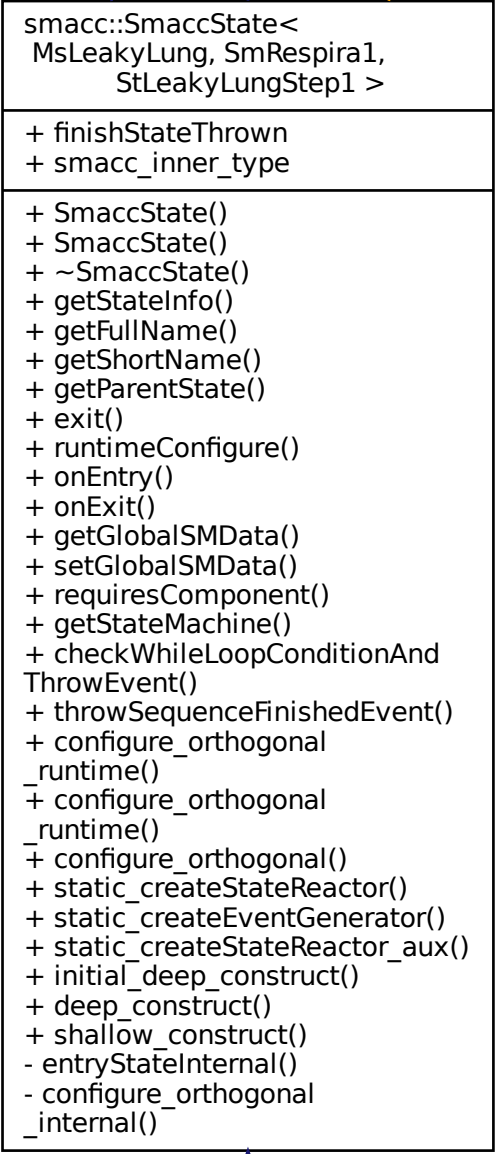 smacc::SmaccState<
MsLeakyLung, SmRespira1,
StLeakyLungStep1 >
+ finishStateThrown
+ smacc_inner_type
+ SmaccState()
+ SmaccState()
+ ~SmaccState()
+ getStateInfo()
+ getFullName()
+ getShortName()
+ getParentState()
+ exit()
+ runtimeConfigure()
+ onEntry()
+ onExit()
+ getGlobalSMData()
+ setGlobalSMData()
+ requiresComponent()
+ getStateMachine()
+ checkWhileLoopConditionAnd
ThrowEvent()
+ throwSequenceFinishedEvent()
+ configure_orthogonal
_runtime()
+ configure_orthogonal
_runtime()
+ configure_orthogonal()
+ static_createStateReactor()
+ static_createEventGenerator()
+ static_createStateReactor_aux()
+ initial_deep_construct()
+ deep_construct()
+ shallow_construct()
- entryStateInternal()
- configure_orthogonal
_internal()